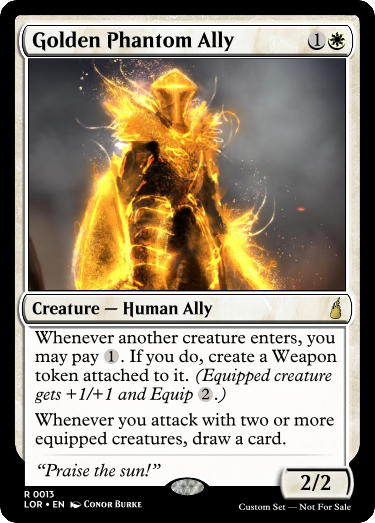 Golden Phantom Ally 1
Creature — Human Ally
Whenever another creature enters, you
may pay 1. If you do, create a Weapon
token attached to it. (Equipped creature
gets +1/+1 and Equip 2.)
Whenever you attack with two or more
equipped creatures, draw a card.
“Praise the sun!”
2/2
R 0013
LOR • EN Conor Burke
Custom Set — Not For Sale